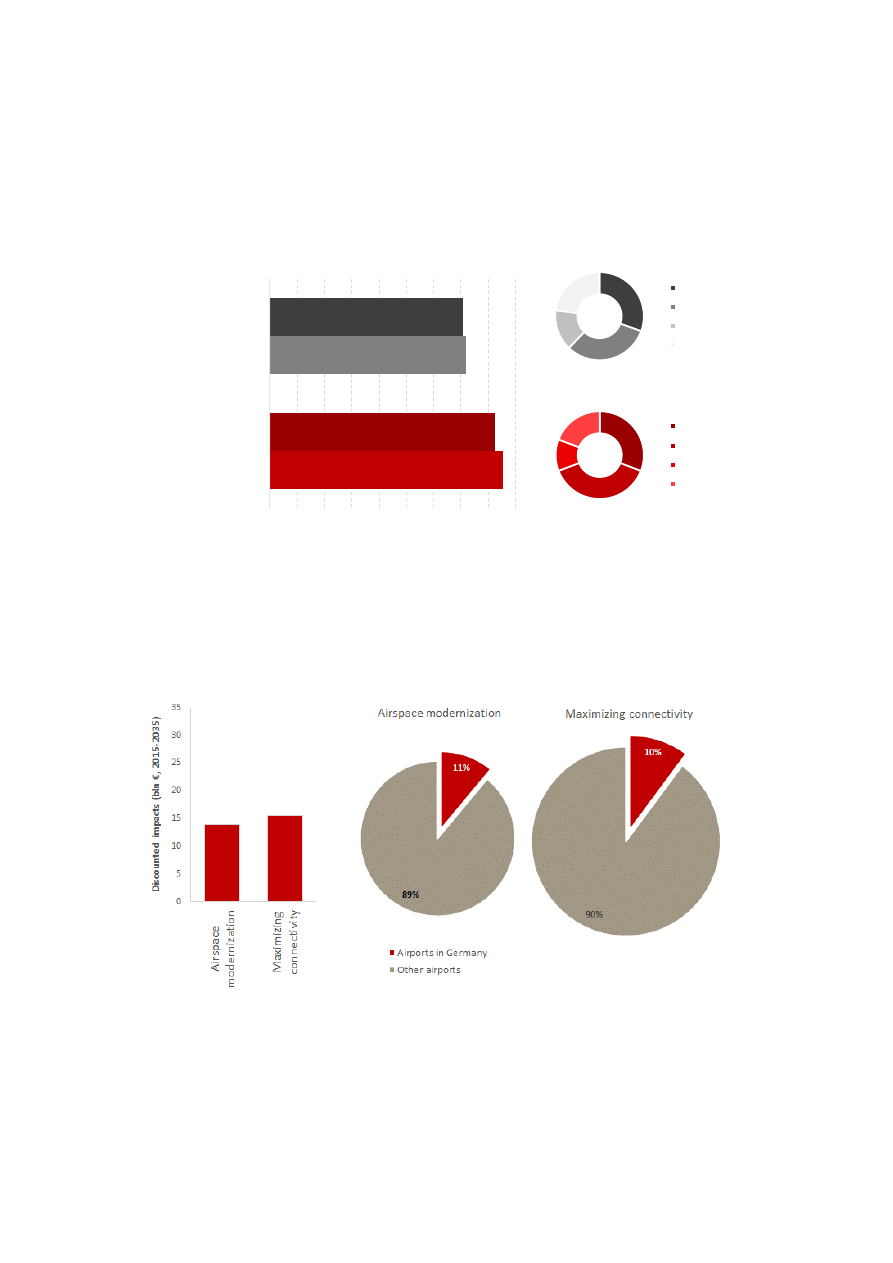 Discounted impacts (bln €, 2015-2035)
35
30
25
20
15
10
5
0
Airspace
modernization
Maximizing
connectivity
Airspace modernization
11%
89%
Airports in Germany
Other airports
Maximizing connectivity
10%
90%